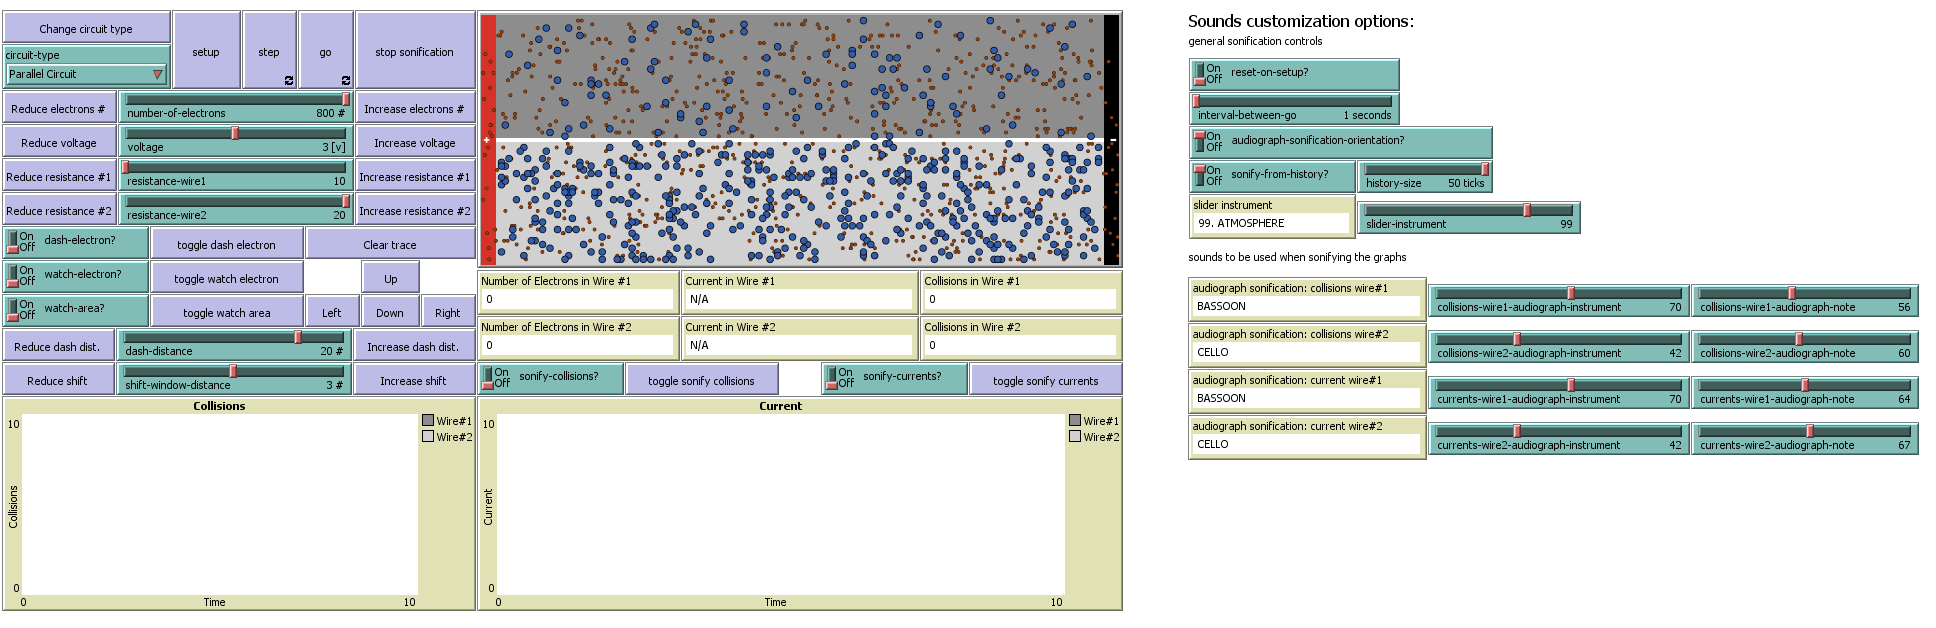 Change circuit type
circuit-type
Parallel Circuit
setup
step
go
stop sonification
Reduce electrons #
number-of-electrons 800 #
Increase electrons #
Reduce voltage
voltage 3 [v]
Increase voltage
Reduce resistance #1
resistance-wire1 10
Increase resistance #1
Reduce resistance #2
resistance-wire2 20
Increase resistance #2
On
Off
dash-electron?
toggle dash electron
Clear trace
On
Off
watch-electron?
toggle watch electron
Up
On
Off
watch-area?
toggle watch area
Left
Down
Right
Reduce dash dist.
dash-distance 20 #
Increase dash dist.
Reduce shift
shift-window-distance 3 #
Increase shift
+
-
Number of Electrons in Wire #1
0
Current in Wire #1
N/A
Collisions in Wire #1
0
Number of Electrons in Wire #2
0
Current in Wire #2
N/A
Collisions in Wire #2
0
On
Off
sonify-collisions?
toggle sonify collisions
On
Off
sonify-currents?
toggle sonify currents
Collisions
10
Collisions
0
0 Time 10
Wire#1
Wire#2
Current
10
Current
0
0 Time 10
Wire#1
Wire#2
Sounds customization options:
general sonification controls
On
Off
reset-on-setup?
interval-between-go 1 seconds
On
Off
audiograph-sonification-orientation?
On
Off
sonify-from-history?
history-size 50 ticks
slider instrument
99. ATMOSPHERE
slider-instrument 99
sounds to be used when sonifying the graphs
audiograph sonification: collisions wire#1
BASSOON
collisions-wire1-audiograph-instrument 70
collisions-wire1-audiograph-note 56
audiograph sonification: collisions wire#2
CELLO
collisions-wire2-audiograph-instrument 42
collisions-wire2-audiograph-note 60
audiograph sonification: current wire#1
BASSOON
currents-wire1-audiograph-instrument 70
currents-wire1-audiograph-note 64
audiograph sonification: current wire#2
CELLO
currents-wire2-audiograph-instrument 42
currents-wire2-audiograph-note 67